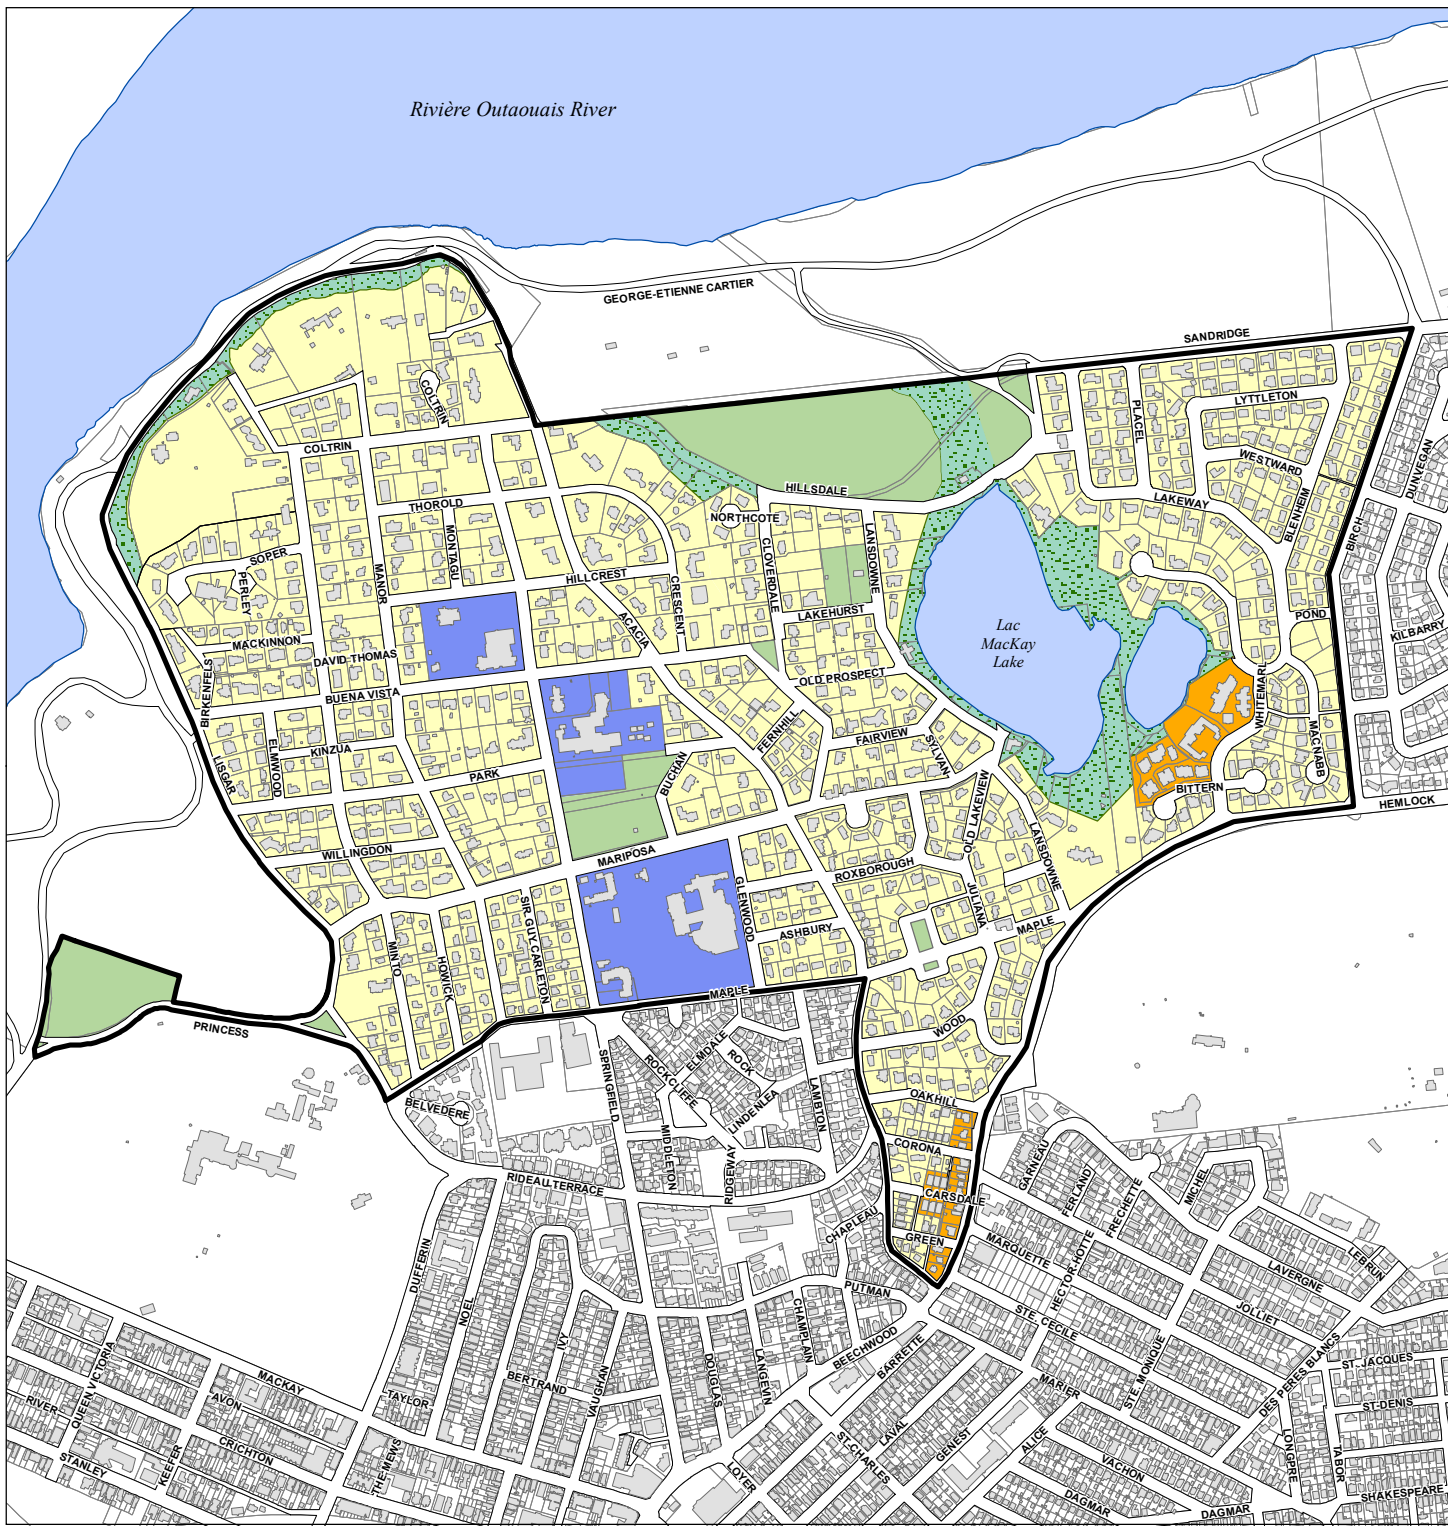 Rivière Outaouais River
GEORGE-ETIENNE CARTIER
SANDRIDGE
COLTRIN
LYTTLETON
PLACEL
COLTRIN
WESTWARD
DUNVEGAN
HILLSDALE
LAKEWAY
THOROLD
NORTHCOTE
BLENHEIM
BIRCH
MONTAGU
LANSDOWNE
CLOVERDALE
SOPER
PERLEY
MANOR
HILLCREST
CRESCENT
LAKEHURST
POND
ACACIA
KILBARRY
MACKINNON
Lac
MacKay
Lake
DAVID THOMAS
BIRKENFELS
BUENA VISTA
OLD PROSPECT
WHITEMARL
FERNHILL
FAIRVIEW
MACNABB
ELMWOOD
KINZUA
SYLVAN
LISGAR
PARK
BUCHAN
BITTERN
HEMLOCK
OLD LAKEVIEW
LANSDOWNE
WILLINGDON
MARIPOSA
ROXBOROUGH
GLENWOOD
JULIANA
SIR GUY CARLETON
ASHBURY
MAPLE
MINTO
HOWICK
MAPLE
PRINCESS
WOOD
ELMDALE
ROCK
SPRINGFIELD
ROCKCLIFFE
LAMBTON
OAKHILL
BELVEDERE
LINDENLEA
MIDDLETON
CORONA
GARNEAU
RIDGEWAY
RIDEAU TERRACE
CARSDALE
FERLAND
FRECHETTE
MICHEL
CHAPLEAU
GREEN
MARQUETTE
HECTOR-HOTTE
LEBRUN
DUFFERIN
LAVERGNE
NOEL
PUTMAN
JOLLIET
IVY
CHAMPLAIN
STE. CECILE
BEECHWOOD
BARRETTE
QUEEN VICTORIA
LANGEVIN
DOUGLAS
STE. MONIQUE
DES PERES BLANCS
ST-JACQUES
MACKAY
BERTRAND
VAUGHAN
MARIER
RIVER
AVON
TAYLOR
ST-DENIS
CRICHTON
LAVAL
GENEST
ALICE
ST-CHARLES
STANLEY
KEEFER
THE MEWS
LOYER
VACHON
LONGPRE
TABOR
DAGMAR
DAGMAR
SHAKESPEARE